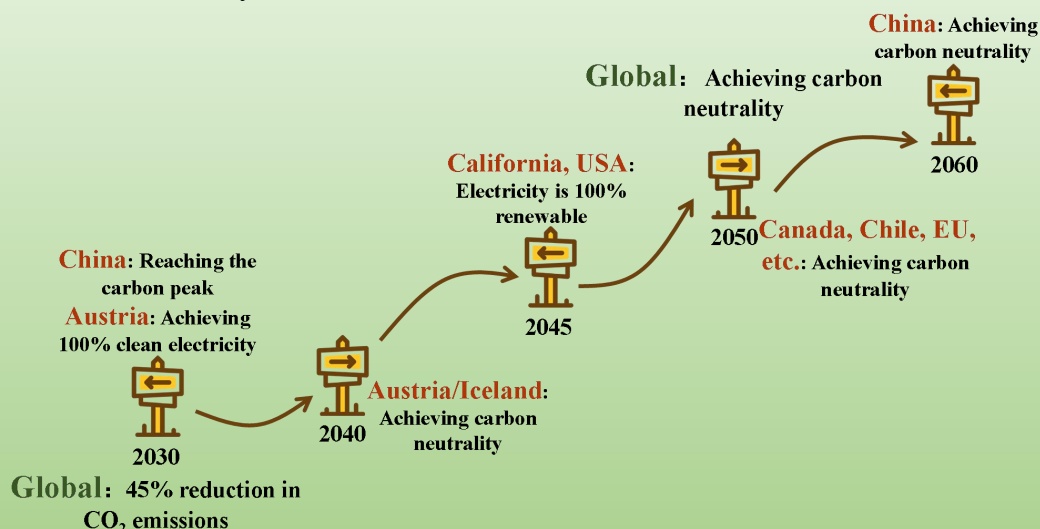 China: Reaching the
carbon peak
Austria: Achieving
100% clean electricity
2030
Global: 45% reduction in
CO₂ emissions
2040
Austria/Iceland:
Achieving carbon
neutrality
California, USA:
Electricity is 100%
renewable
2045
Global: Achieving carbon
neutrality
2050
Canada, Chile, EU,
etc.: Achieving carbon
neutrality
China: Achieving
carbon neutrality
2060